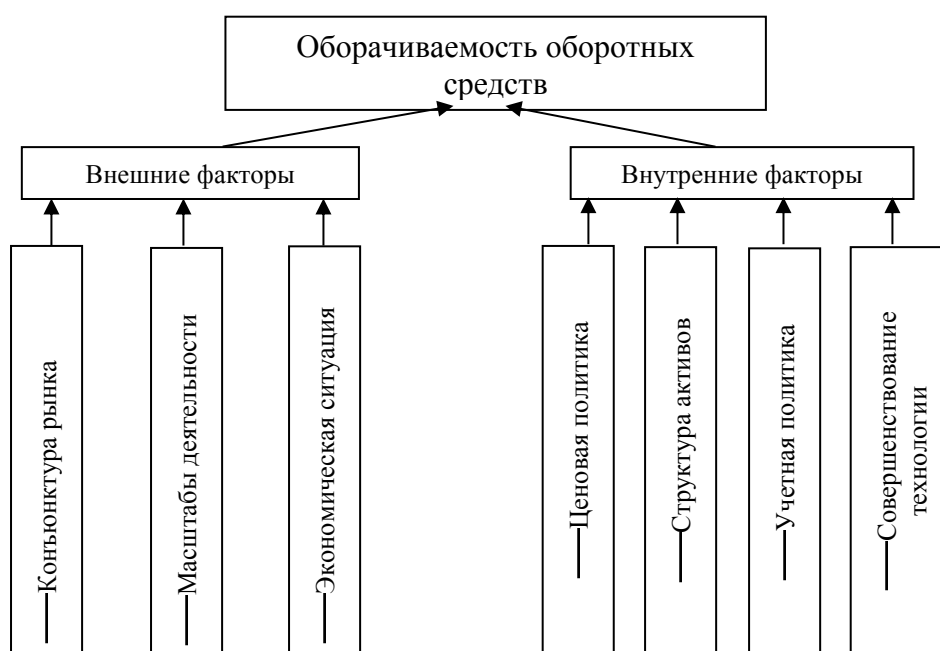 Оборачиваемость оборотных
средств
Внешние факторы
Внутренние факторы
Конъюнктура рынка
Масштабы деятельности
Экономическая ситуация
Ценовая политика
Структура активов
Учетная политика
Совершенствование
технологии